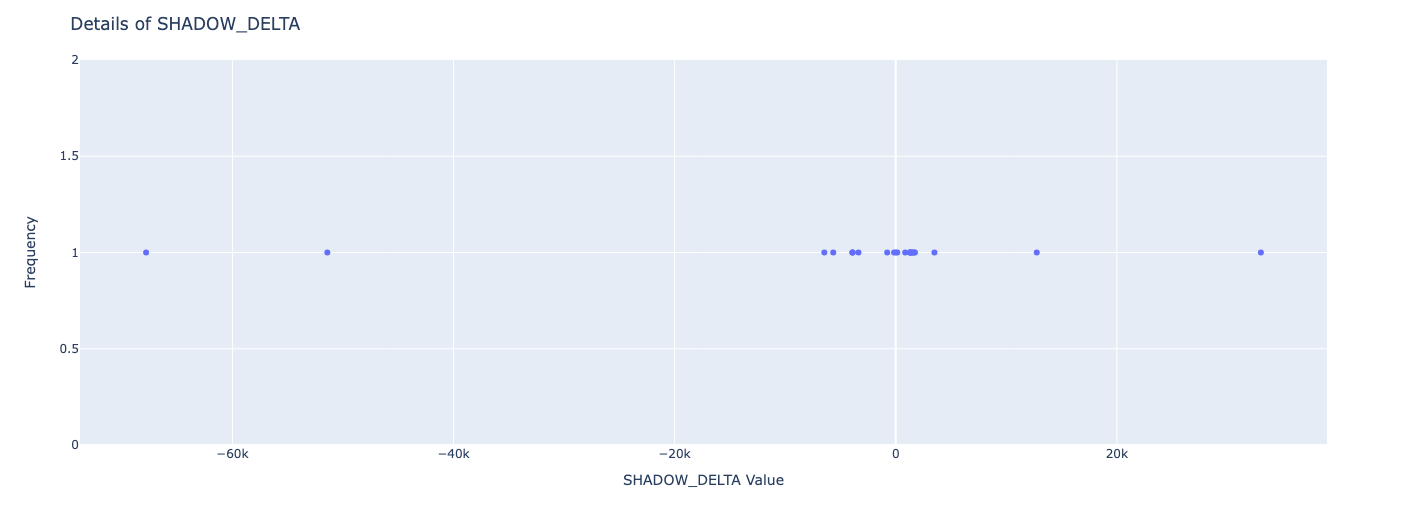 Details of SHADOW_DELTA
2
1.5
1
0.5
0
Frequency
−60k
−40k
−20k
0
20k
SHADOW_DELTA Value